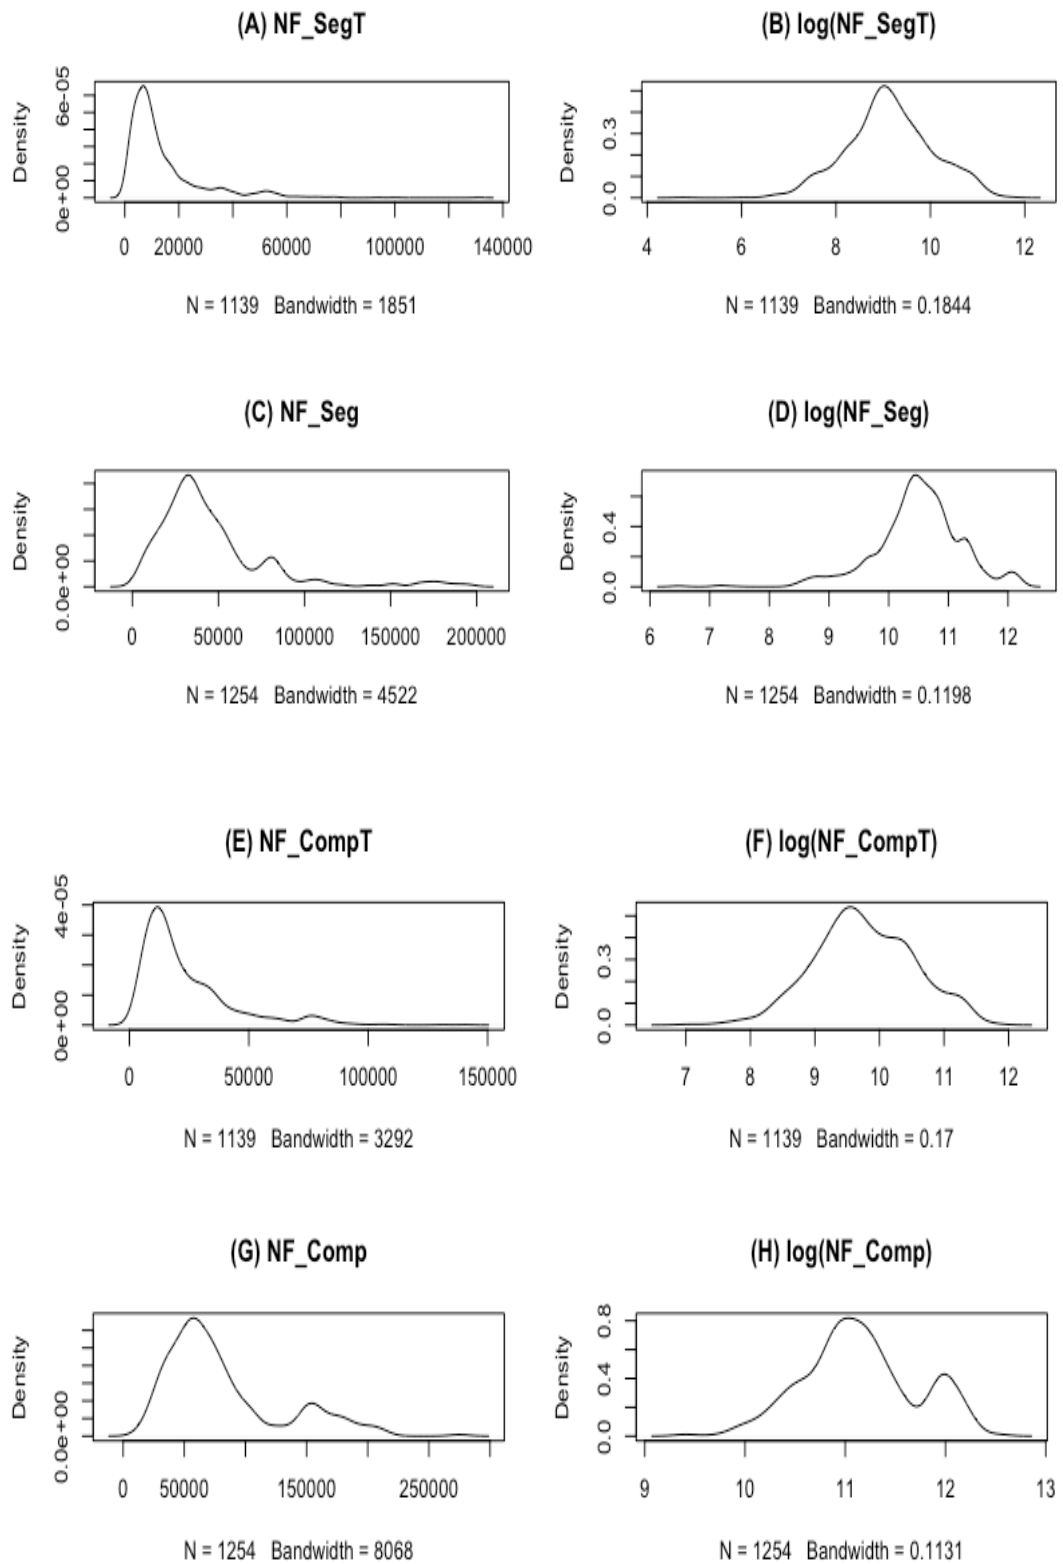 (A) NF_SegT
Density
0e+00 6e-05
0 20000 60000 100000 140000
N = 1139 Bandwidth = 1851
(B) log(NF_SegT)
Density
0.0 0.3
4 6 8 10 12
N = 1139 Bandwidth = 0.1844
(C) NF_Seg
Density
0.0e+00
0 50000 100000 150000 200000
N = 1254 Bandwidth = 4522
(D) log(NF_Seg)
Density
0.0 0.4
6 7 8 9 10 11 12
N = 1254 Bandwidth = 0.1198
(E) NF_CompT
Density
0e+00 4e-05
0 50000 100000 150000
N = 1139 Bandwidth = 3292
(F) log(NF_CompT)
Density
0.0 0.3
7 8 9 10 11 12
N = 1139 Bandwidth = 0.17
(G) NF_Comp
Density
0.0e+00
0 50000 150000 250000
N = 1254 Bandwidth = 8068
(H) log(NF_Comp)
Density
0.0 0.4 0.8
9 10 11 12 13
N = 1254 Bandwidth = 0.1131